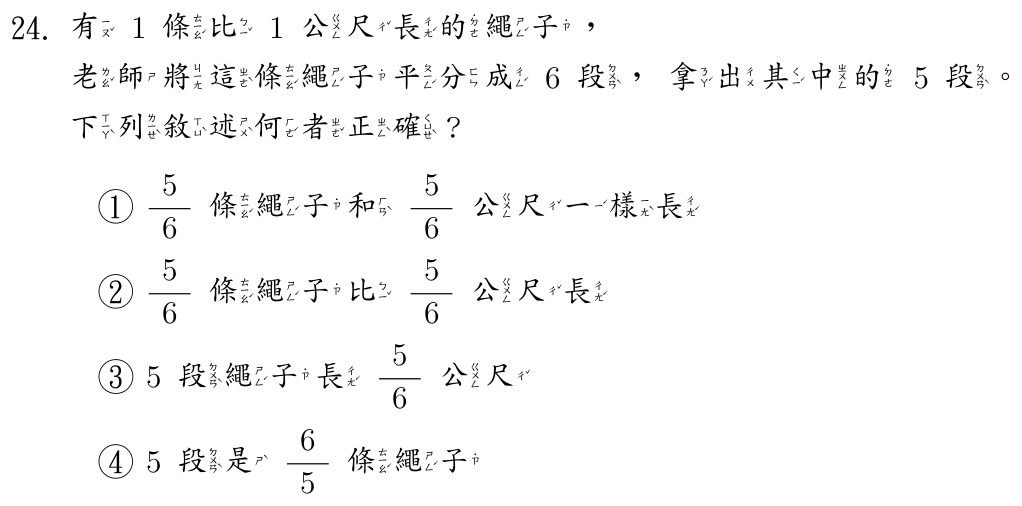 24. 有 1 條比 1 公尺長的繩子，
老師將這條繩子平分成 6 段，拿出其中的 5 段。
下列敘述何者正確？
① 5/6 條繩子和 5/6 公尺一樣長
② 5/6 條繩子比 5/6 公尺長
③ 5 段繩子長 5/6 公尺
④ 5 段是 6/5 條繩子